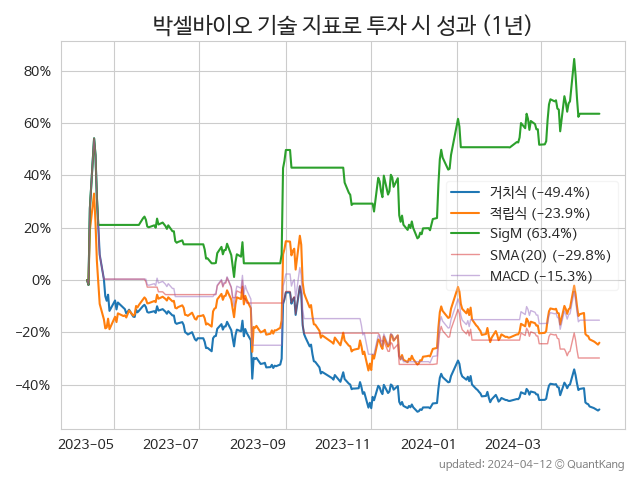 박셀바이오 기술 지표로 투자 시 성과 (1년)
80%
60%
40%
20%
0%
−20%
−40%
거치식 (−49.4%)
적립식 (−23.9%)
SigM (63.4%)
SMA(20) (−29.8%)
MACD (−15.3%)
2023−05
2023−07
2023−09
2023−11
2024−01
2024−03
updated: 2024−04−12 © QuantKang